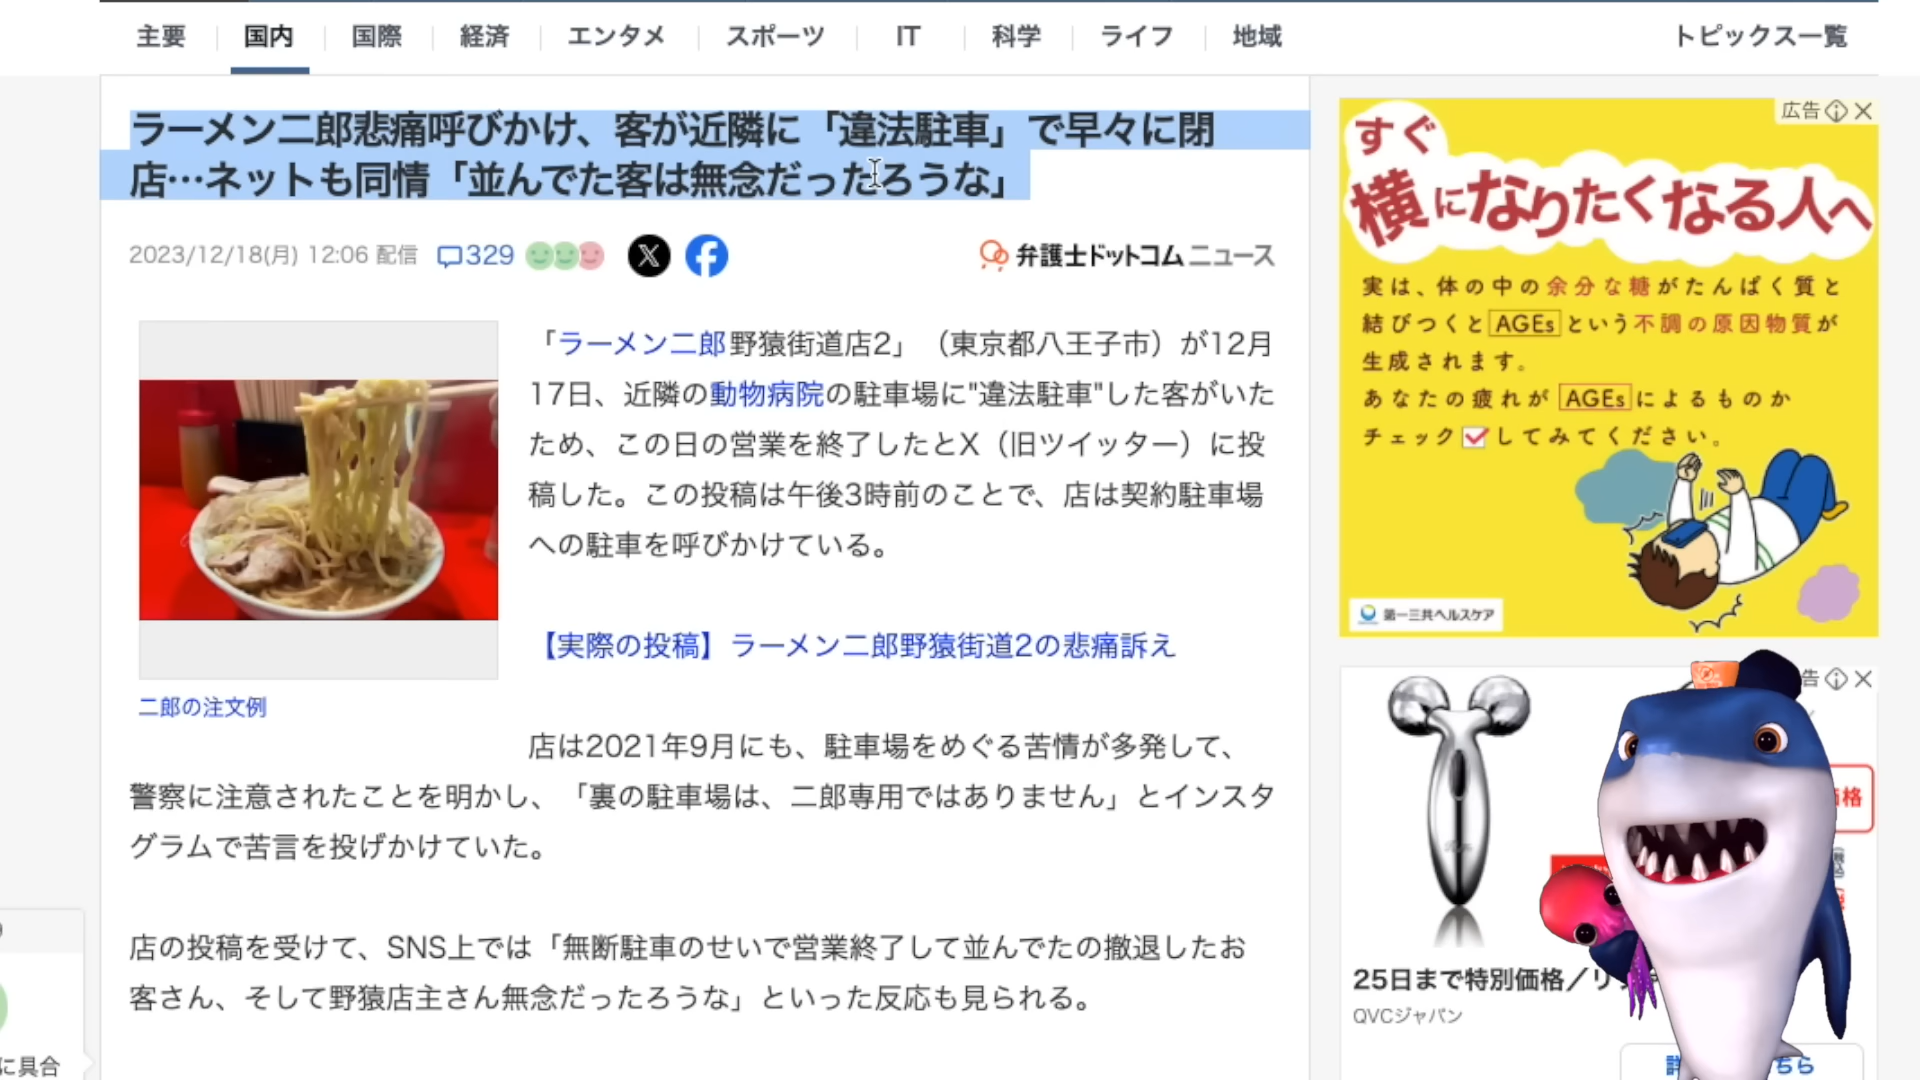 主要
国内
国際
経済
エンタメ
スポーツ
IT
科学
ライフ
地域
トピックス一覧
ラーメン二郎悲痛呼びかけ、客が近隣に「違法駐車」で早々に閉
店…ネットも同情「並んでた客は無念だったろうな」
2023/12/18(月) 12:06 配信
329
弁護士ドットコムニュース
「ラーメン二郎野猿街道店2」（東京都八王子市）が12月
17日、近隣の動物病院の駐車場に"違法駐車"した客がいた
ため、この日の営業を終了したとX（旧ツイッター）に投
稿した。この投稿は午後3時前のことで、店は契約駐車場
への駐車を呼びかけている。
【実際の投稿】ラーメン二郎野猿街道2の悲痛訴え
二郎の注文例
店は2021年9月にも、駐車場をめぐる苦情が多発して、
警察に注意されたことを明かし、「裏の駐車場は、二郎専用ではありません」とインスタ
グラムで苦言を投げかけていた。
店の投稿を受けて、SNS上では「無断駐車のせいで営業終了して並んでたの撤退したお
客さん、そして野猿店主さん無念だったろうな」といった反応も見られる。
に具合
広告
すぐ
横になりたくなる人へ
実は、体の中の余分な糖がたんぱく質と
結びつくとAGEsという不調の原因物質が
生成されます。
あなたの疲れがAGEsによるものか
チェックしてみてください。
第一三共ヘルスケア
告
格
25日まで特別価格／リ
QVCジャパン
詳
ちら